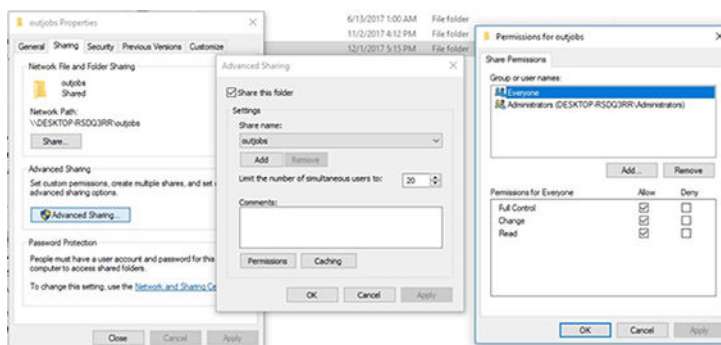 outjobs Properties
General Sharing Security Previous Versions Customize
Network File and Folder Sharing
outjobs
Shared
Network Path:
\\DESKTOP-RSDQ3RR\outjobs
Share...
Advanced Sharing
Set custom permissions, create multiple shares, and set
advanced sharing options.
Advanced Sharing...
Password Protection
People must have a user account and password for this
computer to access shared folders.
To change this setting, use the Network and Sharing Ce
Close Cancel Apply
6/13/2017 1:00 AM File folder
11/2/2017 4:12 PM File folder
12/1/2017 5:15 PM File folder
Advanced Sharing
Share this folder
Settings
Share name:
outjobs
Add Remove
Limit the number of simultaneous users to: 20
Comments:
Permissions Caching
OK Cancel Apply
Permissions for outjobs
Share Permissions
Group or user names:
Everyone
Administrators (DESKTOP-RSDQ3RR\Administrators)
Add... Remove
Permissions for Everyone Allow Deny
Full Control
Change
Read
OK Cancel Apply